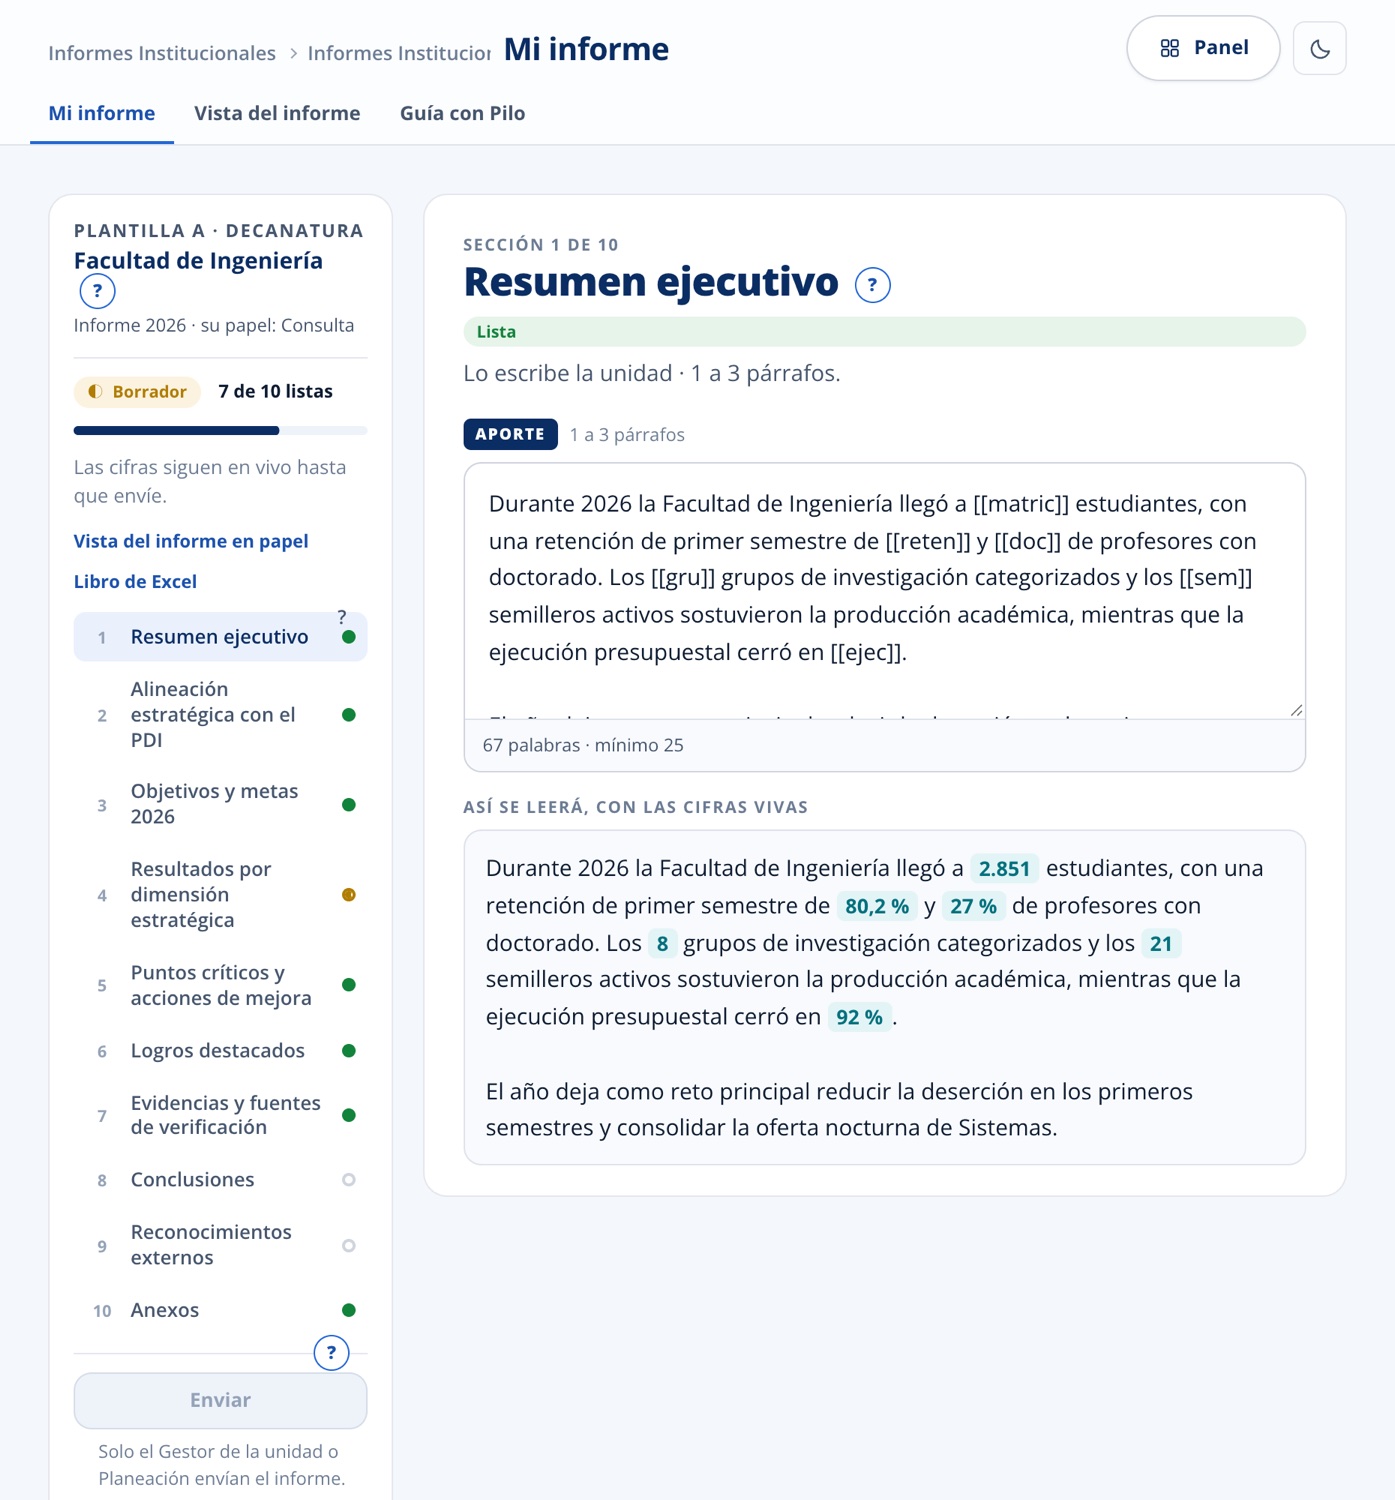 Informes Institucionales > Informes Institucior Mi informe
Panel
Mi informe Vista del informe Guía con Pilo
PLANTILLA A · DECANATURA
Facultad de Ingeniería
?
Informe 2026 · su papel: Consulta
Borrador 7 de 10 listas
Las cifras siguen en vivo hasta
que envíe.
Vista del informe en papel
Libro de Excel
?
1 Resumen ejecutivo
2 Alineación
estratégica con el
PDI
3 Objetivos y metas
2026
4 Resultados por
dimensión
estratégica
5 Puntos críticos y
acciones de mejora
6 Logros destacados
7 Evidencias y fuentes
de verificación
8 Conclusiones
9 Reconocimientos
externos
10 Anexos
?
Enviar
Solo el Gestor de la unidad o
Planeación envían el informe.
SECCIÓN 1 DE 10
Resumen ejecutivo ?
Lista
Lo escribe la unidad · 1 a 3 párrafos.
APORTE 1 a 3 párrafos
Durante 2026 la Facultad de Ingeniería llegó a [[matric]] estudiantes, con
una retención de primer semestre de [[reten]] y [[doc]] de profesores con
doctorado. Los [[gru]] grupos de investigación categorizados y los [[sem]]
semilleros activos sostuvieron la producción académica, mientras que la
ejecución presupuestal cerró en [[ejec]].
67 palabras · mínimo 25
ASÍ SE LEERÁ, CON LAS CIFRAS VIVAS
Durante 2026 la Facultad de Ingeniería llegó a 2.851 estudiantes, con una
retención de primer semestre de 80,2 % y 27 % de profesores con
doctorado. Los 8 grupos de investigación categorizados y los 21
semilleros activos sostuvieron la producción académica, mientras que la
ejecución presupuestal cerró en 92 %.
El año deja como reto principal reducir la deserción en los primeros
semestres y consolidar la oferta nocturna de Sistemas.